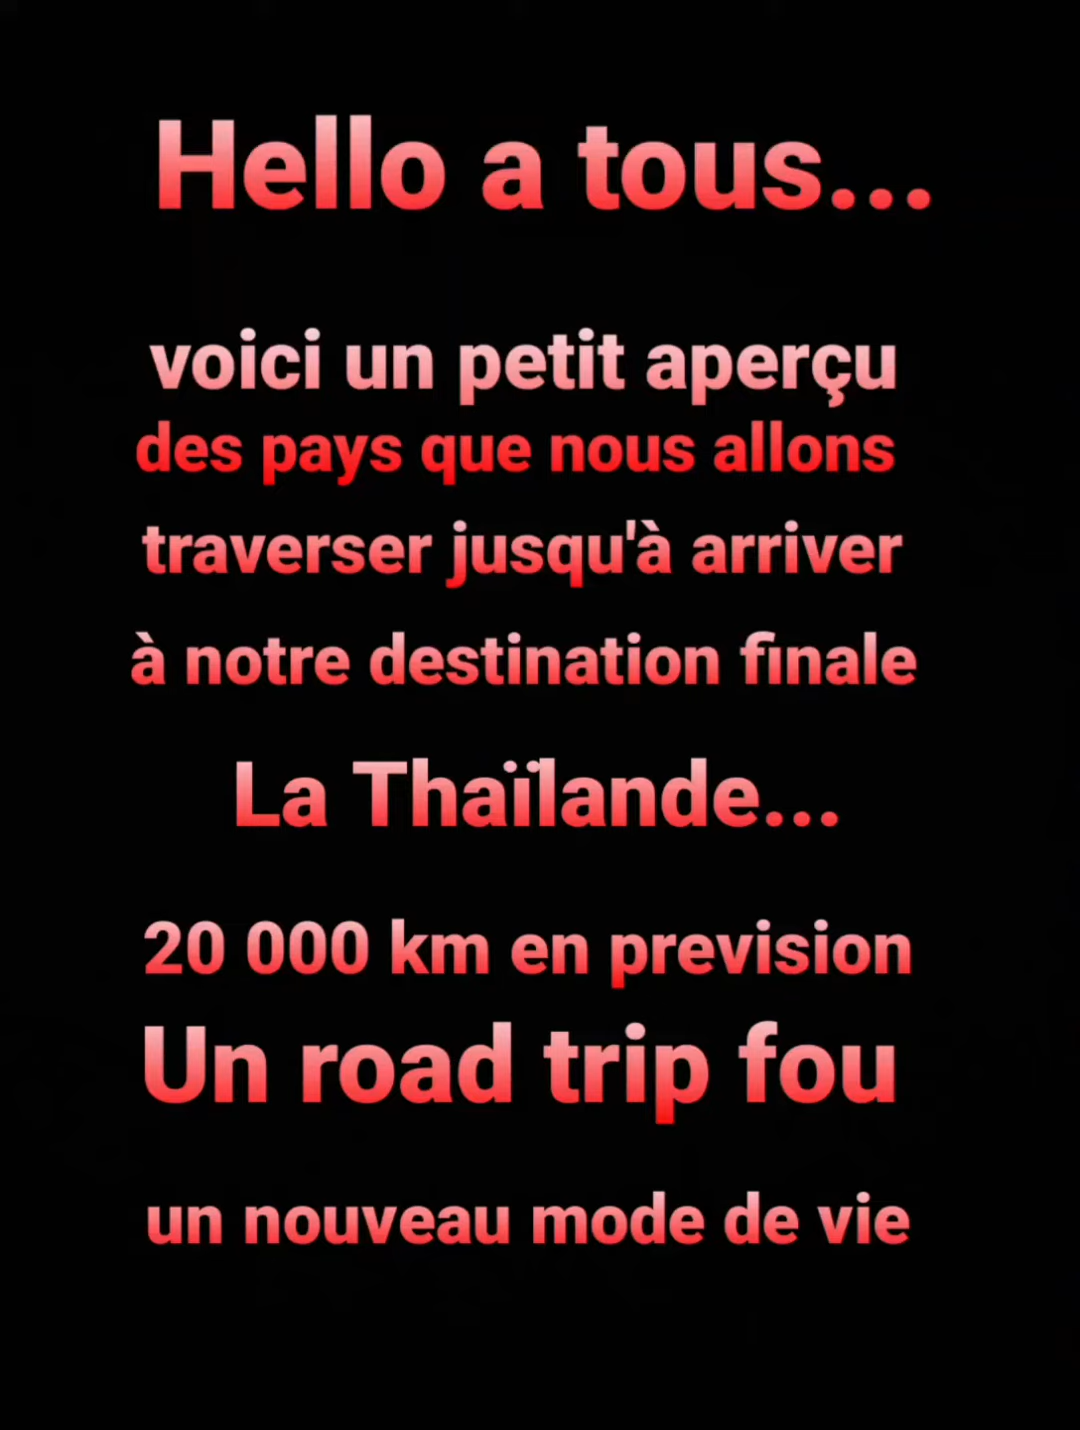 Hello a tous...
voici un petit aperçu
des pays que nous allons
traverser jusqu'à arriver
à notre destination finale
La Thaïlande...
20 000 km en prevision
Un road trip fou
un nouveau mode de vie